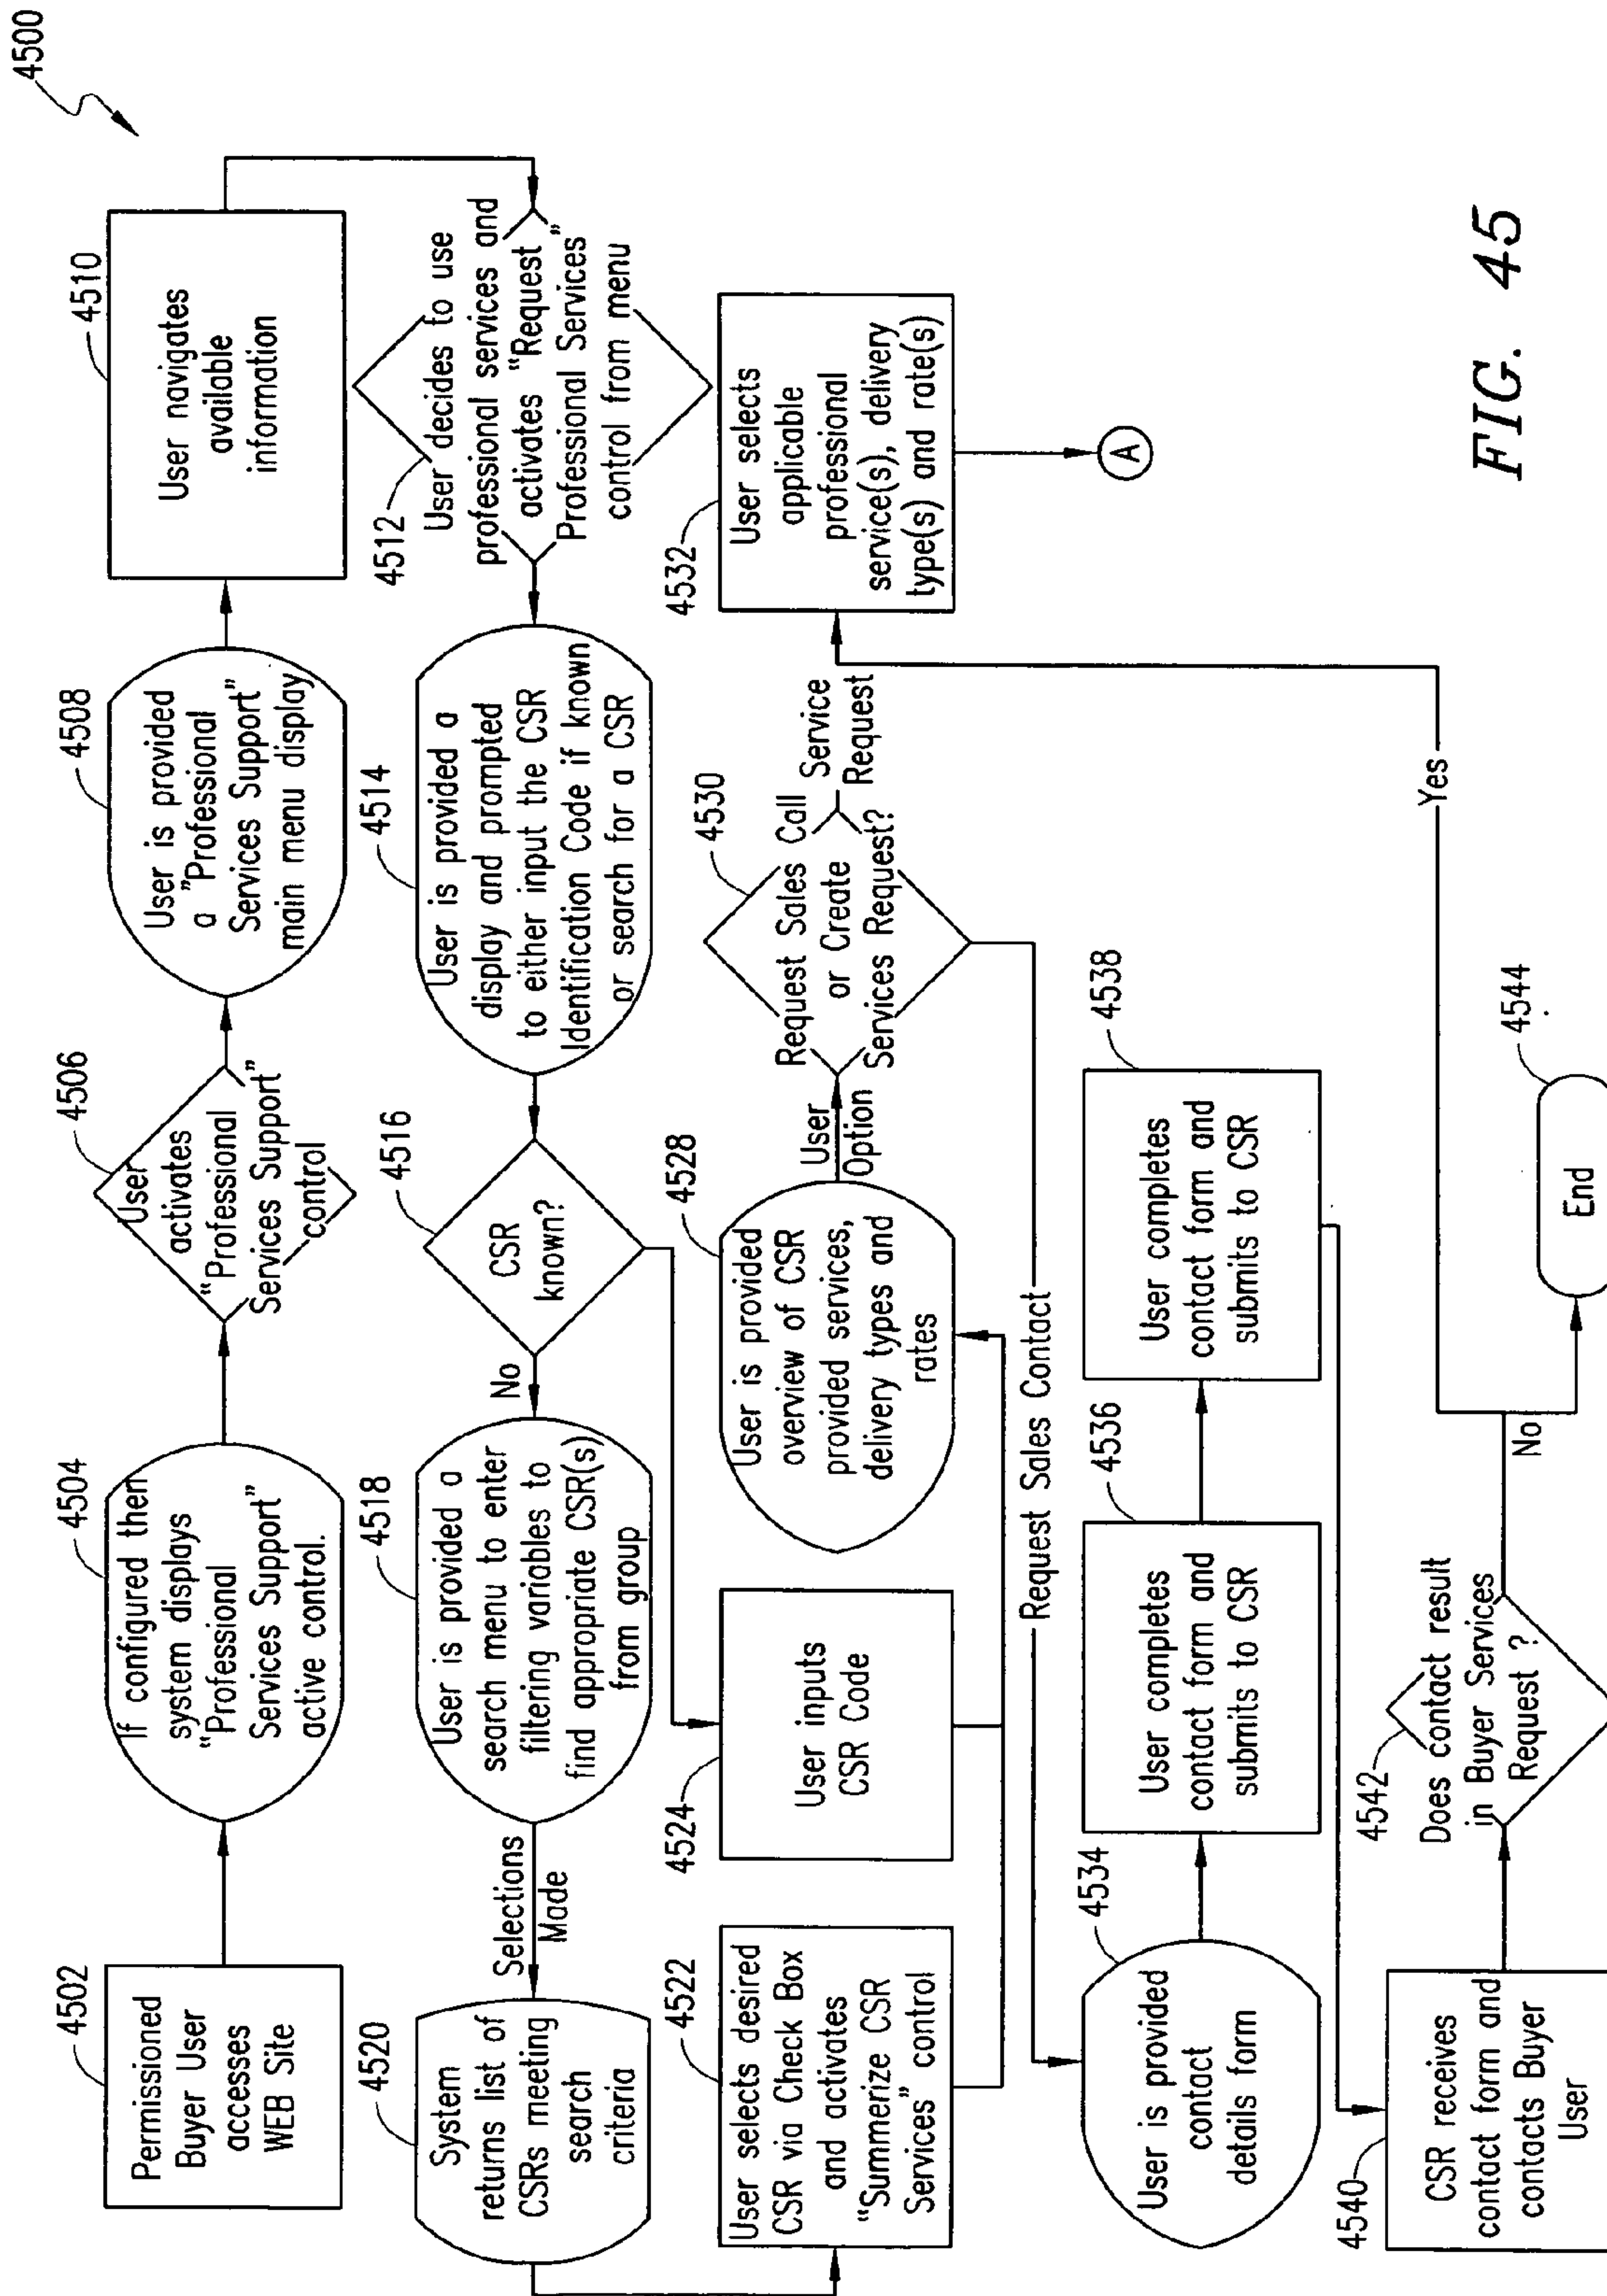 4500
4502
Permissioned
Buyer User
accesses
WEB Site
4504
If configured then
system displays
"Professional
Services Support"
active control.
4506
User
activates
"Professional
Services Support"
control
4508
User is provided
a "Professional
Services Support"
main menu display
4510
User navigates
available
information
4512
User decides to use
professional services and
activates "Request"
Professional Services
control from menu
4514
User is provided a
display and prompted
to either input the CSR
Identification Code if known
or search for a CSR
4516
CSR
known?
No
4518
User is provided a
search menu to enter
filtering variables to
find appropriate CSR(s)
from group
Selections
Made
4520
System
returns list of
CSRs meeting
search
criteria
4522
User selects desired
CSR via Check Box
and activates
"Summerize CSR
Services" control
4524
User inputs
CSR Code
4528
User is provided
overview of CSR
provided services,
delivery types and
rates
User
Option
4530
Request Sales Call
or Create
Services Request?
Service
Request
4532
User selects
applicable
professional
service(s), delivery
type(s) and rate(s)
A
Request Sales Contact
4534
User is provided
contact
details form
4536
User completes
contact form and
submits to CSR
4538
User completes
contact form and
submits to CSR
4540
CSR receives
contact form and
contacts Buyer
User
4542
Does contact result
in Buyer Services
Request ?
No
Yes
4544
End
FIG. 45